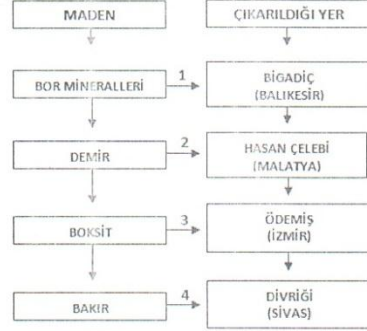 MADEN
ÇIKARILDIĞI YER
BOR MİNERALLERİ
1
BİGADİÇ
(BALIKESİR)
DEMİR
2
HASAN ÇELEBİ
(MALATYA)
BOKSİT
3
ÖDEMİŞ
(İZMİR)
BAKIR
4
DİVRİĞİ
(SİVAS)